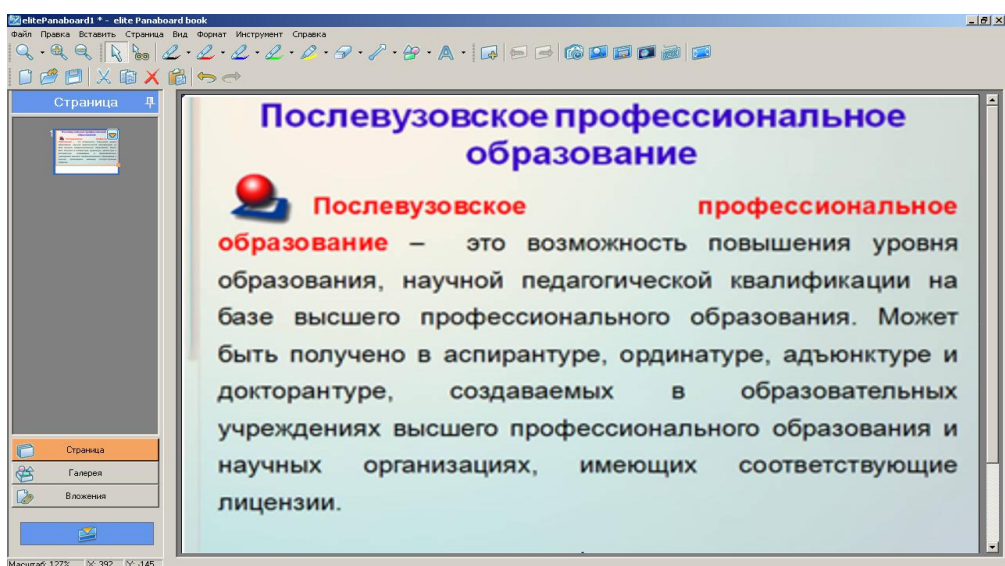 elitePanaboard1 * - elite Panaboard book
Файл Правка Вставить Страница Вид Формат Инструмент Справка
Страница
Послевузовское профессиональное
образование
Послевузовское профессиональное
образование – это возможность повышения уровня
образования, научной педагогической квалификации на
базе высшего профессионального образования. Может
быть получено в аспирантуре, ординатуре, адъюнктуре и
докторантуре, создаваемых в образовательных
учреждениях высшего профессионального образования и
научных организациях, имеющих соответствующие
лицензии.
Страница
Галерея
Вложения
Масштаб 127% X: 392 Y: -145